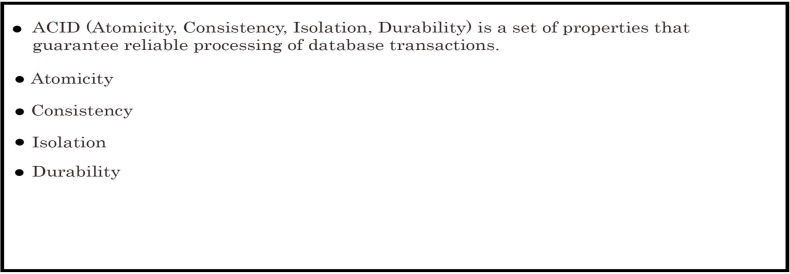 • ACID (Atomicity, Consistency, Isolation, Durability) is a set of properties that
guarantee reliable processing of database transactions.
• Atomicity
• Consistency
• Isolation
• Durability